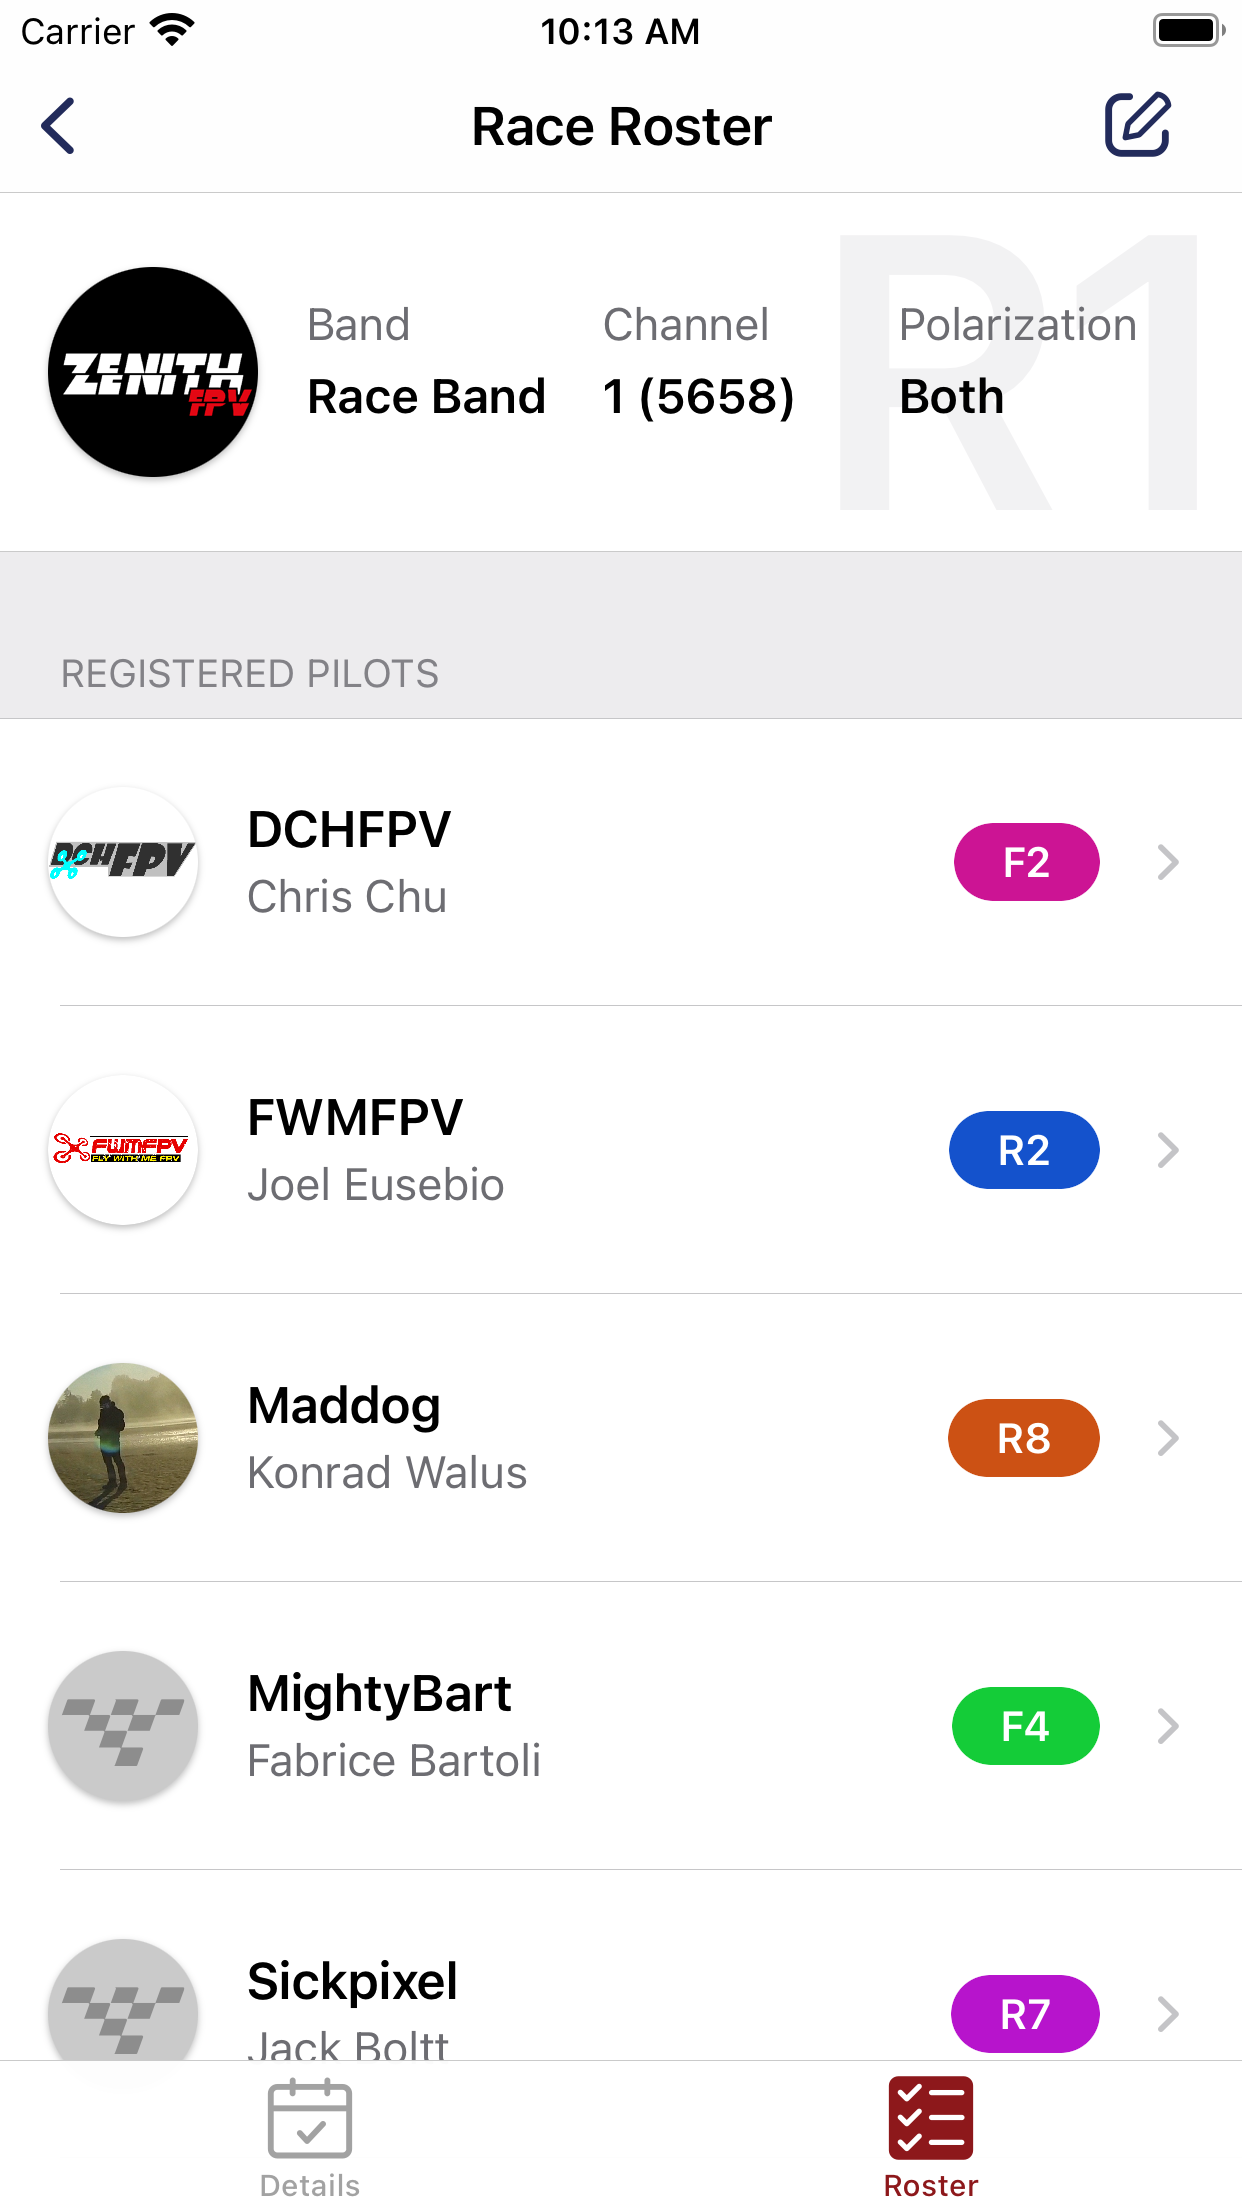 Carrier 10:13 AM
Race Roster
R1
Band Channel Polarization
Race Band 1 (5658) Both
ZENITH
FPV
REGISTERED PILOTS
DCHFPV
DCHFPV
Chris Chu
F2
FWMFPV
FLY WITH ME FPV
FWMFPV
Joel Eusebio
R2
Maddog
Konrad Walus
R8
MightyBart
Fabrice Bartoli
F4
Sickpixel
Jack Boltt
R7
Details Roster